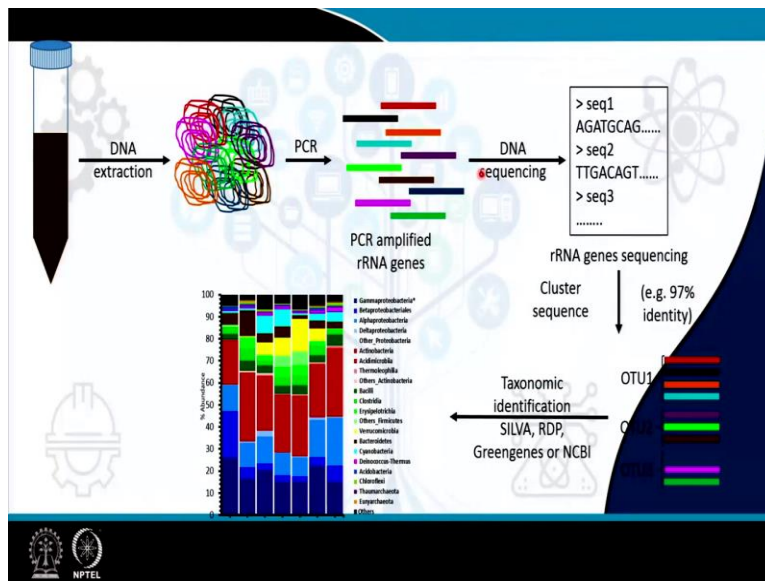 DNA
extraction
PCR
PCR amplified
rRNA genes
DNA
sequencing
> seq1
AGATGCAG......
> seq2
TTGACAGT......
> seq3
........
rRNA genes sequencing
Cluster
sequence
(e.g. 97%
identity)
OTU1
OTU2
OTU3
Taxonomic
identification
SILVA, RDP,
Greengenes or NCBI
% Abundance
100
90
80
70
60
50
40
30
20
10
0
Gammaproteobacteria*
Betaproteobacteriales
Alphaproteobacteria
Deltaproteobacteria
Other_Proteobacteria
Actinobacteria
Acidimicrobiia
Thermoleophilia
Others_Actinobacteria
Bacilli
Clostridia
Erysipelotrichia
Others_Firmicutes
Verrucomicrobia
Bacteroidetes
Cyanobacteria
Deinococcus-Thermus
Acidobacteria
Chloroflexi
Thaumarchaeota
Euryarchaeota
Others
NPTEL